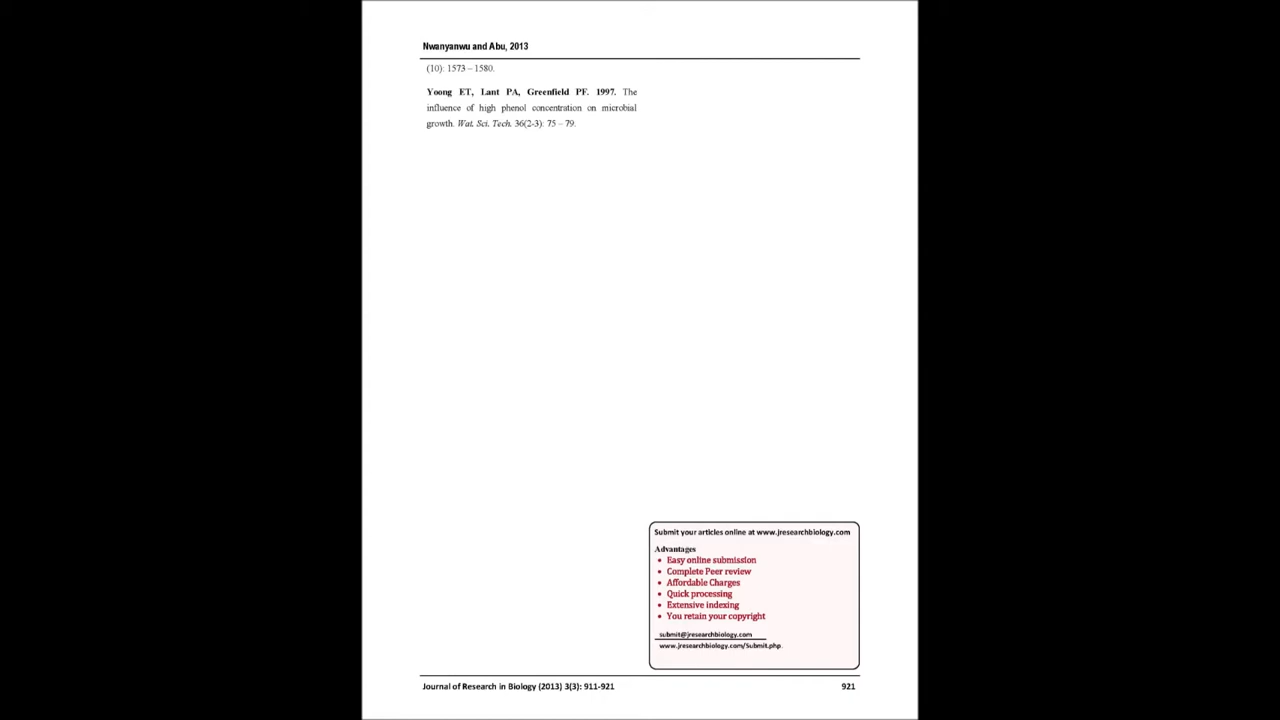 Nwanyanwu and Abu, 2013
(10): 1573 – 1580.
Yoong ET, Lant PA, Greenfield PF. 1997. The
influence of high phenol concentration on microbial
growth. Wat. Sci. Tech. 36(2-3): 75 – 79.
Submit your articles online at www.jresearchbiology.com
Advantages
• Easy online submission
• Complete Peer review
• Affordable Charges
• Quick processing
• Extensive indexing
• You retain your copyright
submit@jresearchbiology.com
www.jresearchbiology.com/Submit.php.
Journal of Research in Biology (2013) 3(3): 911-921
921